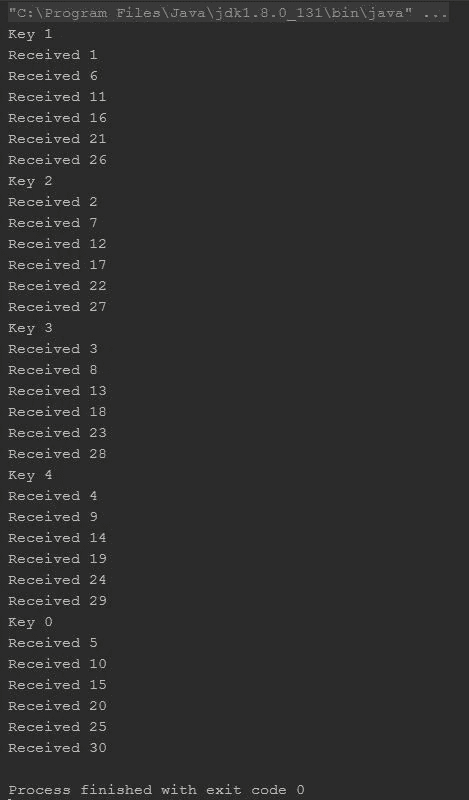 "C:\Program Files\Java\jdk1.8.0_131\bin\java" ...
Key 1
Received 1
Received 6
Received 11
Received 16
Received 21
Received 26
Key 2
Received 2
Received 7
Received 12
Received 17
Received 22
Received 27
Key 3
Received 3
Received 8
Received 13
Received 18
Received 23
Received 28
Key 4
Received 4
Received 9
Received 14
Received 19
Received 24
Received 29
Key 0
Received 5
Received 10
Received 15
Received 20
Received 25
Received 30
Process finished with exit code 0